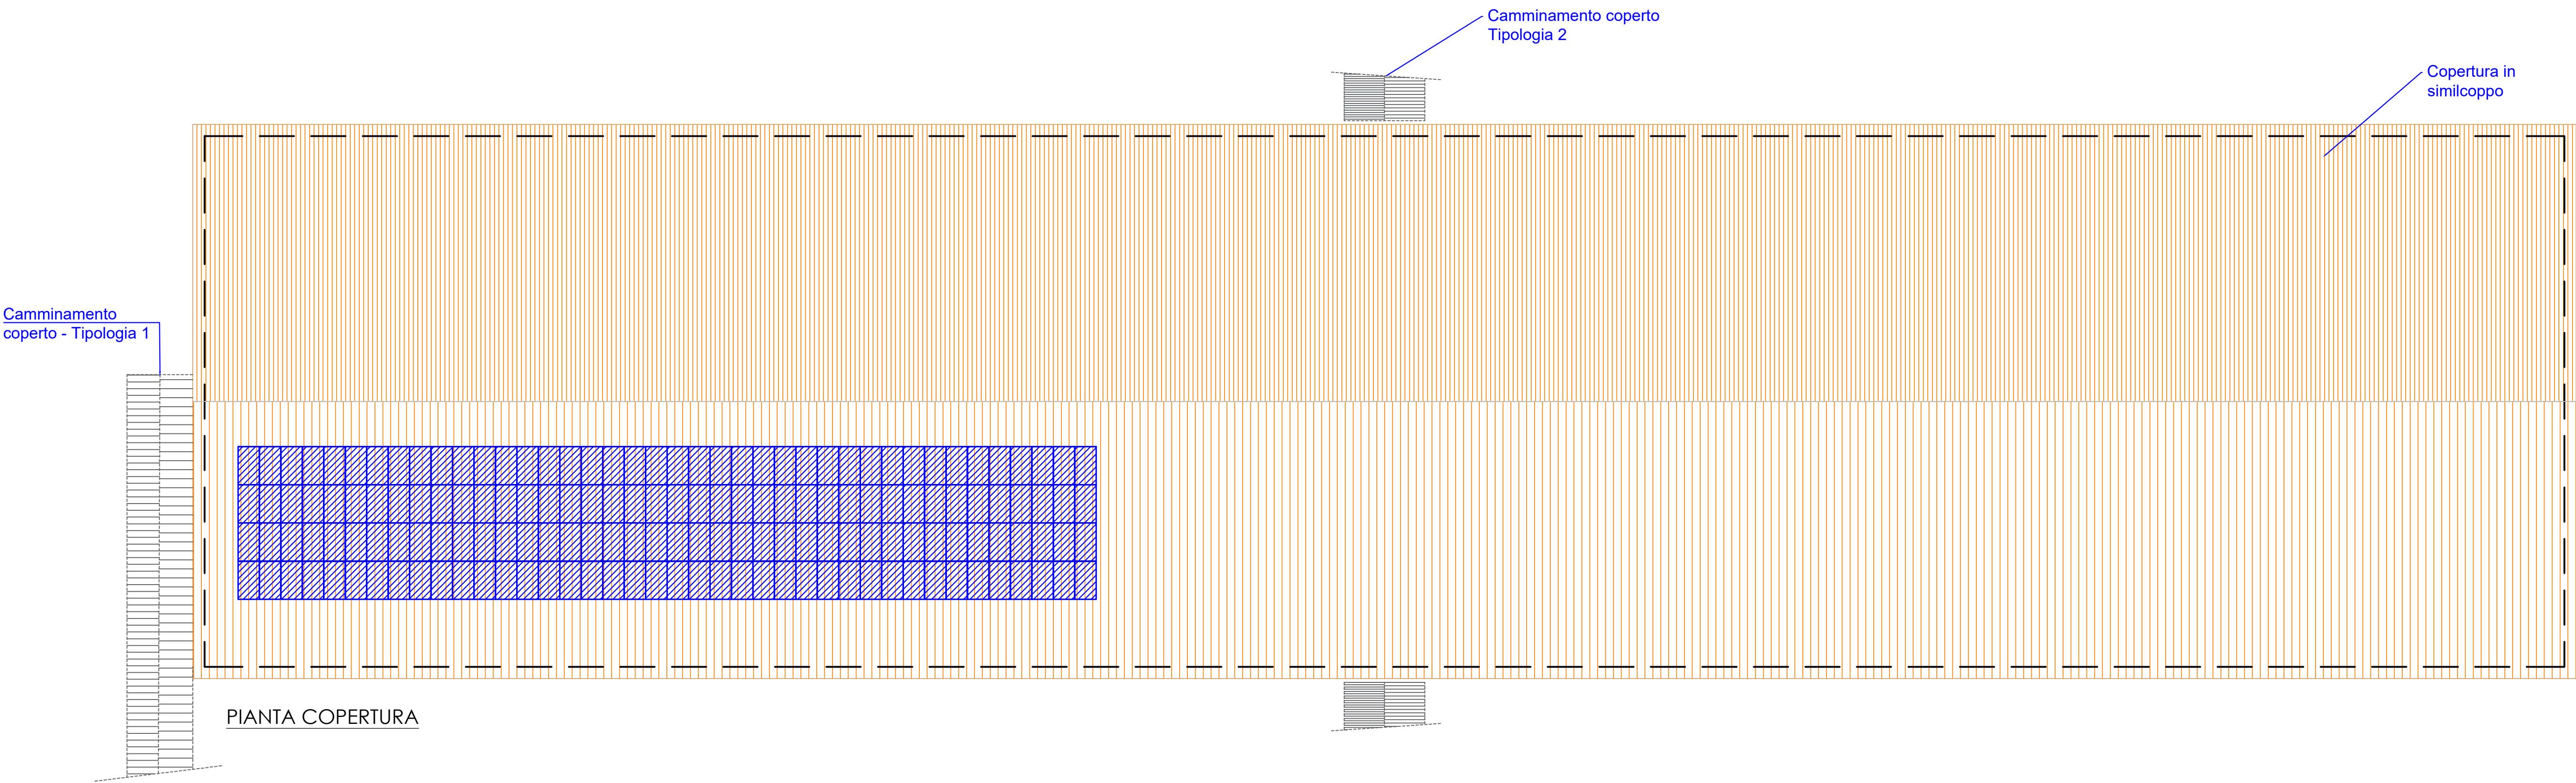 Camminamento coperto
Tipologia 2
Copertura in
similcoppo
Camminamento
coperto - Tipologia 1
PIANTA COPERTURA